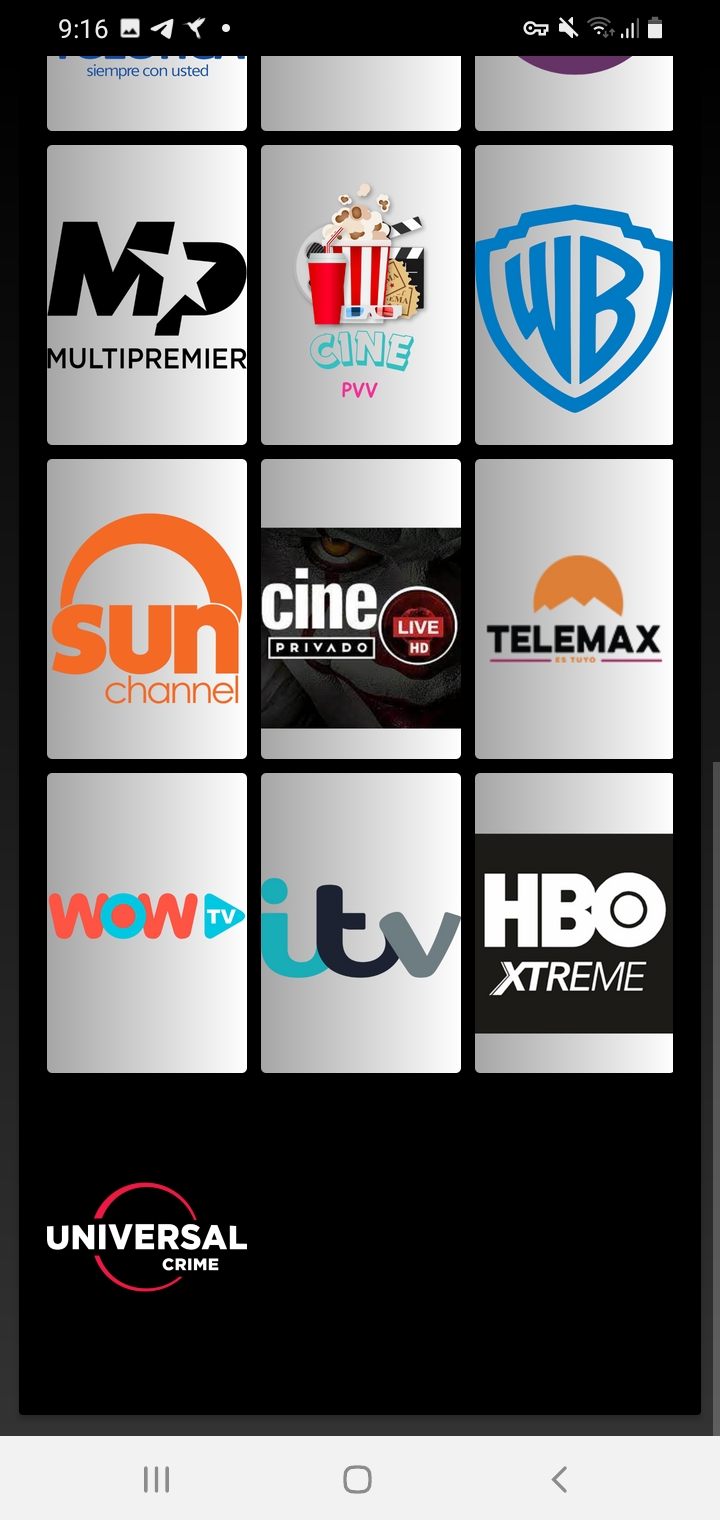 9:16
siempre con usted
MP
MULTIPREMIER
CINE
PVV
WB
sun
channel
cine
PRIVADO
LIVE
HD
TELEMAX
ES TUYO
WOW TV
itv
HBO
XTREME
UNIVERSAL
CRIME